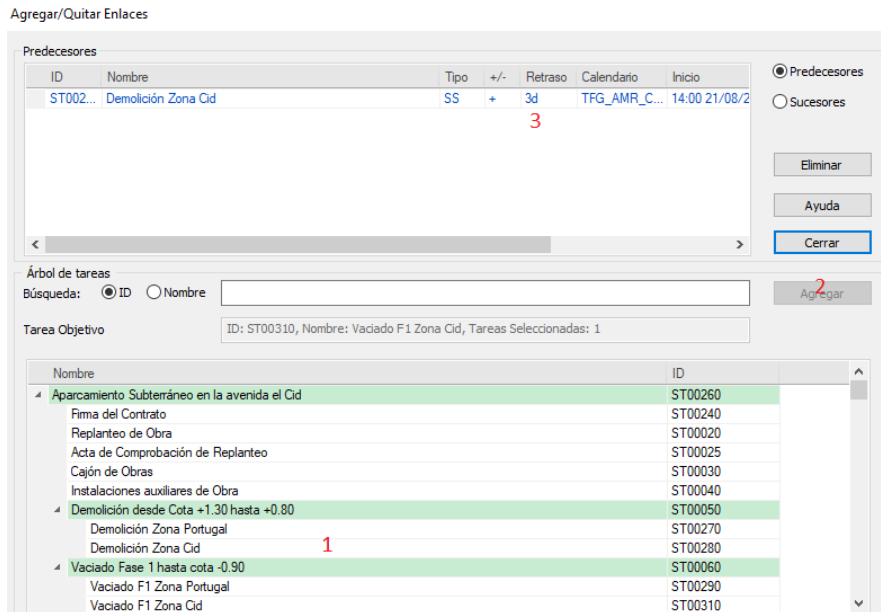 Agregar/Quitar Enlaces
Predecesores
ID Nombre Tipo +/- Retraso Calendario Inicio
ST002... Demolición Zona Cid SS + 3d TFG_AMR_C... 14:00 21/08/2
3
Predecesores
Sucesores
Eliminar
Ayuda
Cerrar
Árbol de tareas
Búsqueda: ID Nombre
Agregar
2
Tarea Objetivo ID: ST00310, Nombre: Vaciado F1 Zona Cid, Tareas Seleccionadas: 1
Nombre ID
Aparcamiento Subterráneo en la avenida el Cid ST00260
Firma del Contrato ST00240
Replanteo de Obra ST00020
Acta de Comprobación de Replanteo ST00025
Cajón de Obras ST00030
Instalaciones auxiliares de Obra ST00040
Demolición desde Cota +1.30 hasta +0.80 ST00050
Demolición Zona Portugal ST00270
Demolición Zona Cid 1 ST00280
Vaciado Fase 1 hasta cota -0.90 ST00060
Vaciado F1 Zona Portugal ST00290
Vaciado F1 Zona Cid ST00310